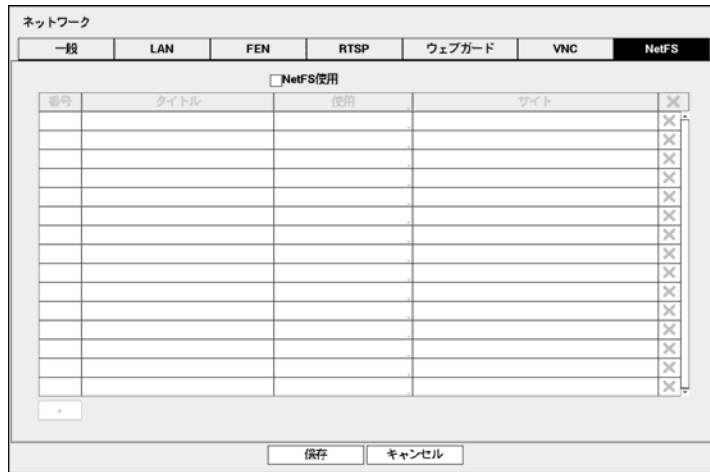 ネットワーク
一般 LAN FEN RTSP ウェブガード VNC NetFS
NetFS使用
番号 タイトル 使用 サイト
+
保存 キャンセル